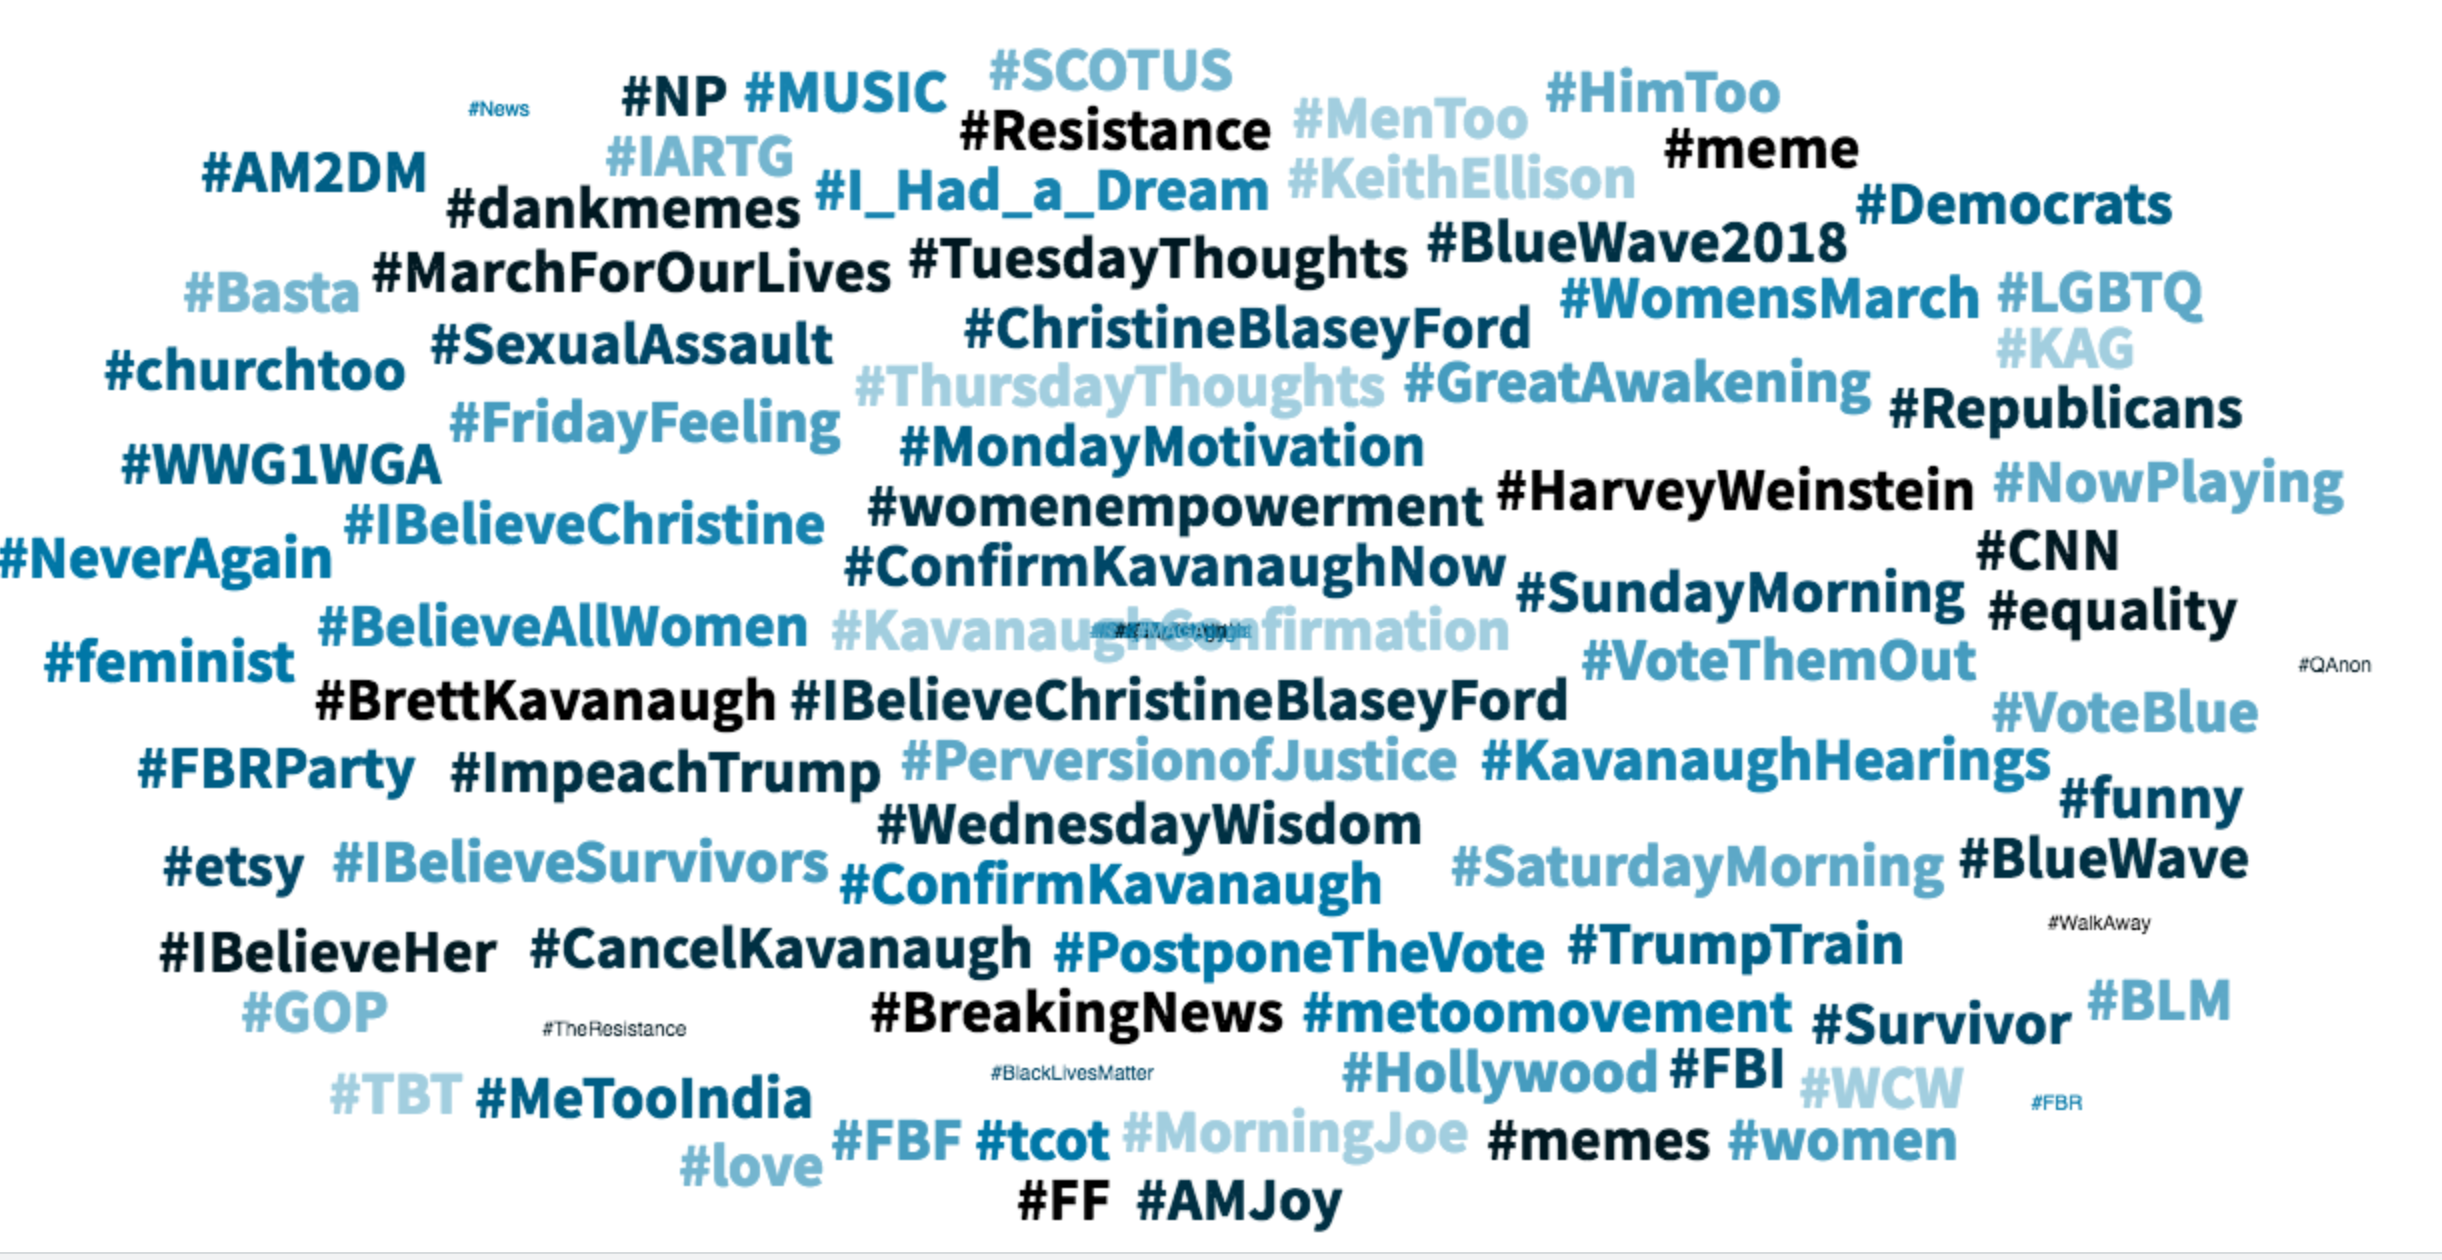 #SCOTUS
#News #NP #MUSIC #HimToo
#Resistance #MenToo
#AM2DM #IARTG #meme
#dankmemes #I_Had_a_Dream #KeithEllison #Democrats
#MarchForOurLives #TuesdayThoughts #BlueWave2018
#Basta #WomensMarch #LGBTQ
#churchtoo #SexualAssault #ChristineBlaseyFord #KAG
#ThursdayThoughts #GreatAwakening #Republicans
#FridayFeeling
#WWG1WGA #MondayMotivation
#womenempowerment #HarveyWeinstein #NowPlaying
#NeverAgain #IBelieveChristine #CNN
#ConfirmKavanaughNow #SundayMorning #equality
#feminist #BelieveAllWomen #KavanaughConfirmation #VoteThemOut #QAnon
#BrettKavanaugh #IBelieveChristineBlaseyFord #VoteBlue
#FBRParty #ImpeachTrump #PerversionofJustice #KavanaughHearings #funny
#WednesdayWisdom
#etsy #IBelieveSurvivors #ConfirmKavanaugh #SaturdayMorning #BlueWave
#WalkAway
#IBelieveHer #CancelKavanaugh #PostponeTheVote #TrumpTrain
#GOP #TheResistance #BreakingNews #metoomovement #Survivor #BLM
#BlackLivesMatter #Hollywood #FBI #WCW
#TBT #MeTooIndia #FBR
#love #FBF #tcot #MorningJoe #memes #women
#FF #AMJoy